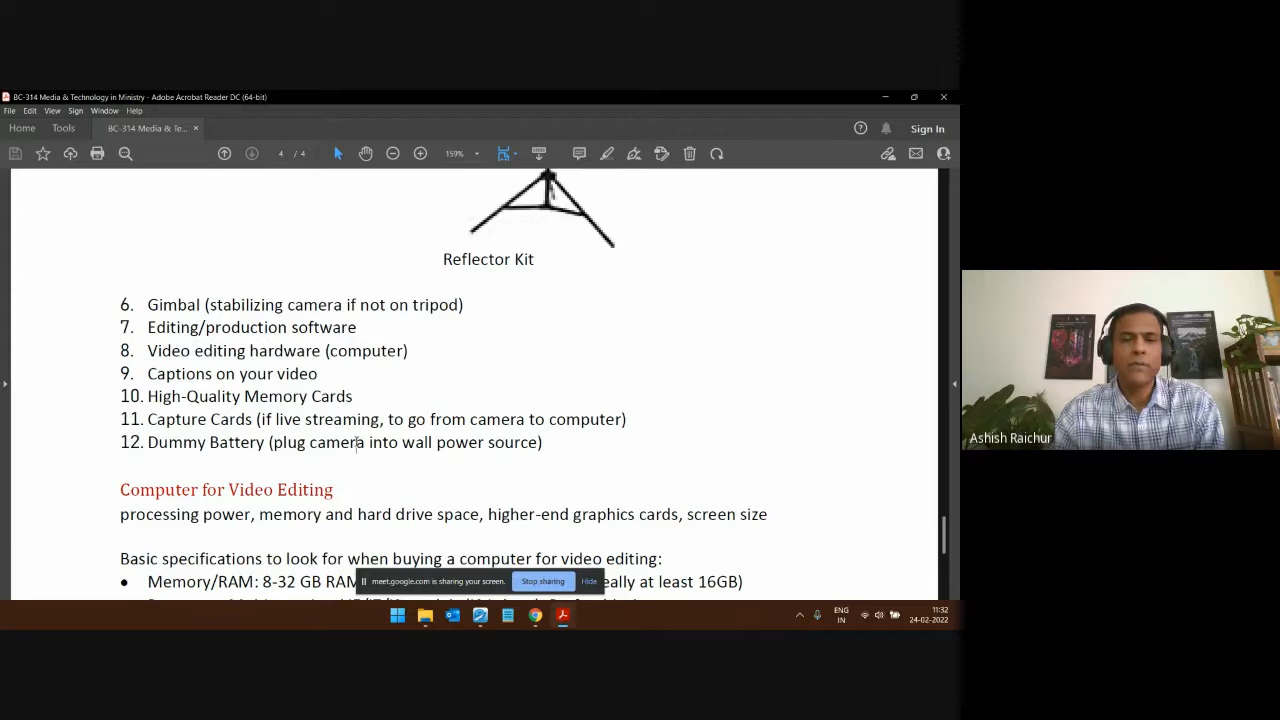 BC-314 Media & Technology in Ministry - Adobe Acrobat Reader DC (64-bit)
File Edit View Sign Window Help
Home Tools BC-314 Media & Te... × Sign In
4 / 4 159%
Reflector Kit
6. Gimbal (stabilizing camera if not on tripod)
7. Editing/production software
8. Video editing hardware (computer)
9. Captions on your video
10. High-Quality Memory Cards
11. Capture Cards (if live streaming, to go from camera to computer)
12. Dummy Battery (plug camera into wall power source)
Ashish Raichur
Computer for Video Editing
processing power, memory and hard drive space, higher-end graphics cards, screen size
Basic specifications to look for when buying a computer for video editing:
• Memory/RAM: 8-32 GB RAM eally at least 16GB)
meet.google.com is sharing your screen. Stop sharing Hide
ENG
IN
11:32
24-02-2022